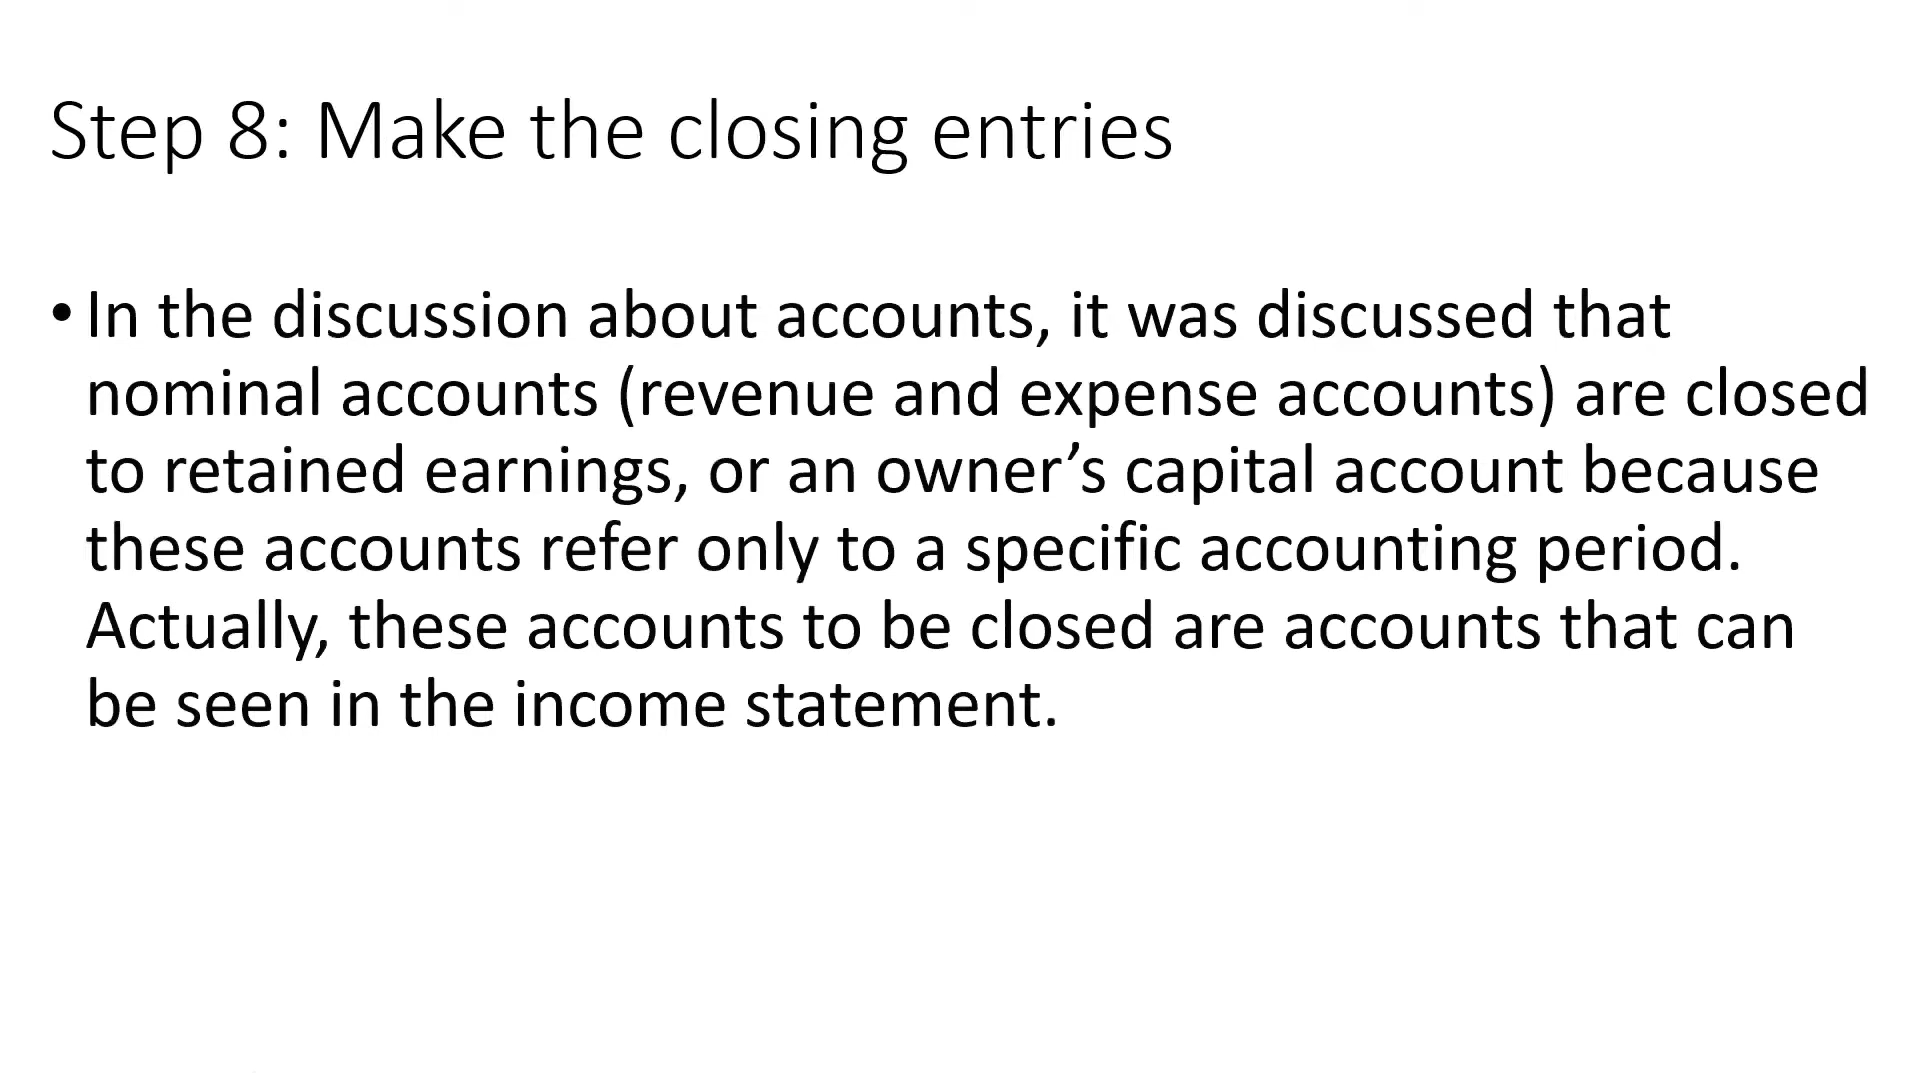 Step 8: Make the closing entries
• In the discussion about accounts, it was discussed that
nominal accounts (revenue and expense accounts) are closed
to retained earnings, or an owner’s capital account because
these accounts refer only to a specific accounting period.
Actually, these accounts to be closed are accounts that can
be seen in the income statement.